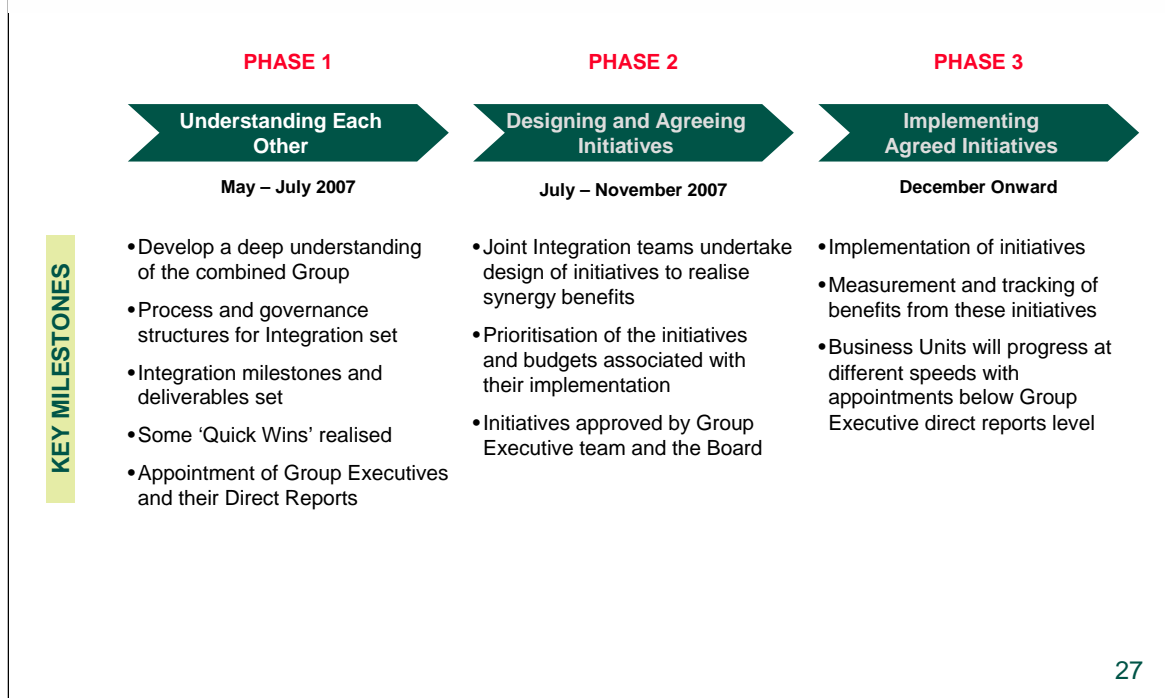 PHASE 1
Understanding Each
Other
May – July 2007
•Develop a deep understanding
of the combined Group
•Process and governance
structures for Integration set
•Integration milestones and
deliverables set
•Some ‘Quick Wins’ realised
•Appointment of Group Executives
and their Direct Reports
PHASE 2
Designing and Agreeing
Initiatives
July – November 2007
•Joint Integration teams undertake
design of initiatives to realise
synergy benefits
•Prioritisation of the initiatives
and budgets associated with
their implementation
•Initiatives approved by Group
Executive team and the Board
PHASE 3
Implementing
Agreed Initiatives
December Onward
•Implementation of initiatives
•Measurement and tracking of
benefits from these initiatives
•Business Units will progress at
different speeds with
appointments below Group
Executive direct reports level
KEY MILESTONES
27